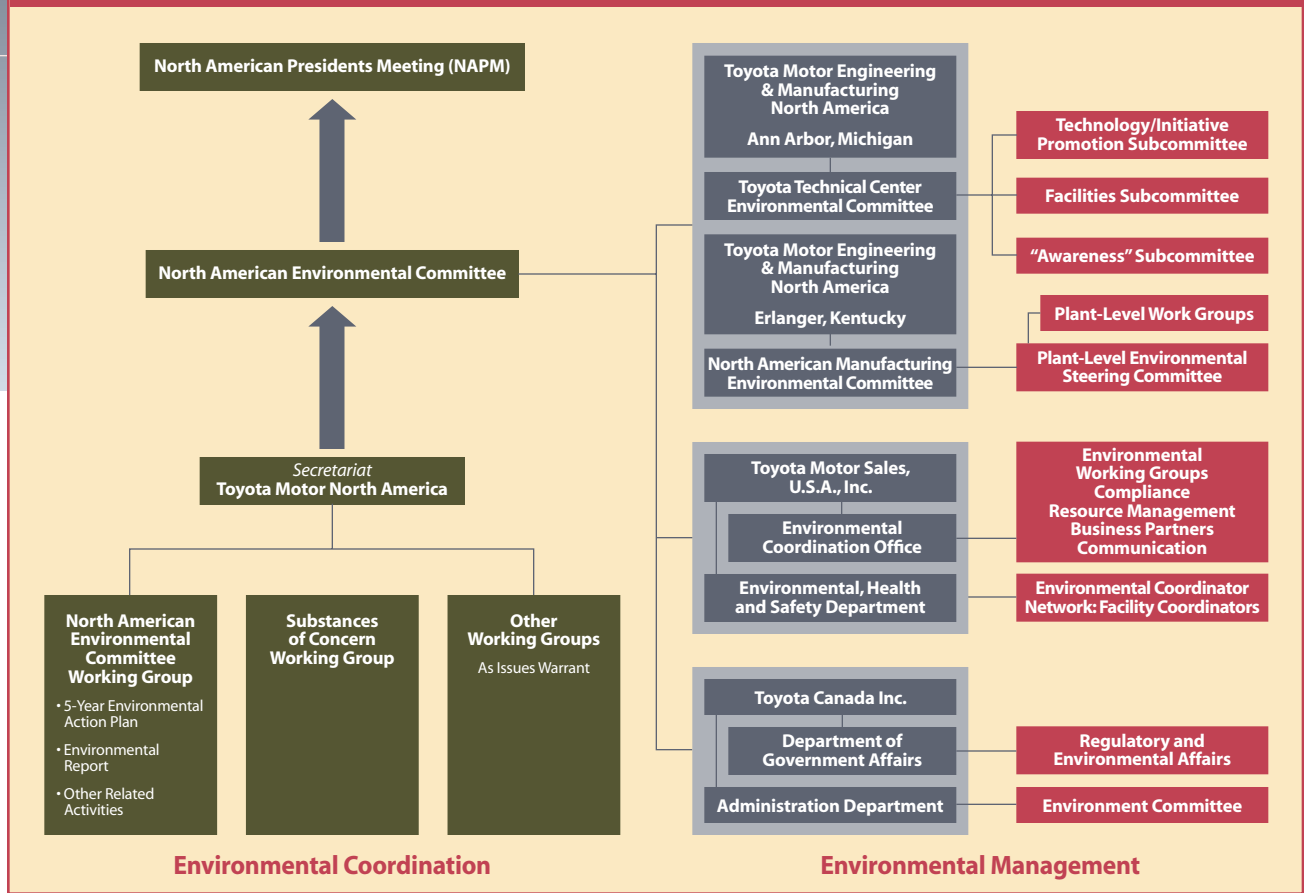 North American Presidents Meeting (NAPM)
North American Environmental Committee
Secretariat
Toyota Motor North America
North American
Environmental
Committee
Working Group
• 5-Year Environmental
Action Plan
• Environmental
Report
• Other Related
Activities
Substances
of Concern
Working Group
Other
Working Groups
As Issues Warrant
Environmental Coordination
Toyota Motor Engineering
& Manufacturing
North America
Ann Arbor, Michigan
Toyota Technical Center
Environmental Committee
Technology/Initiative
Promotion Subcommittee
Facilities Subcommittee
“Awareness” Subcommittee
Toyota Motor Engineering
& Manufacturing
North America
Erlanger, Kentucky
North American Manufacturing
Environmental Committee
Plant-Level Work Groups
Plant-Level Environmental
Steering Committee
Toyota Motor Sales,
U.S.A., Inc.
Environmental
Coordination Office
Environmental, Health
and Safety Department
Environmental
Working Groups
Compliance
Resource Management
Business Partners
Communication
Environmental Coordinator
Network: Facility Coordinators
Toyota Canada Inc.
Department of
Government Affairs
Administration Department
Regulatory and
Environmental Affairs
Environment Committee
Environmental Management